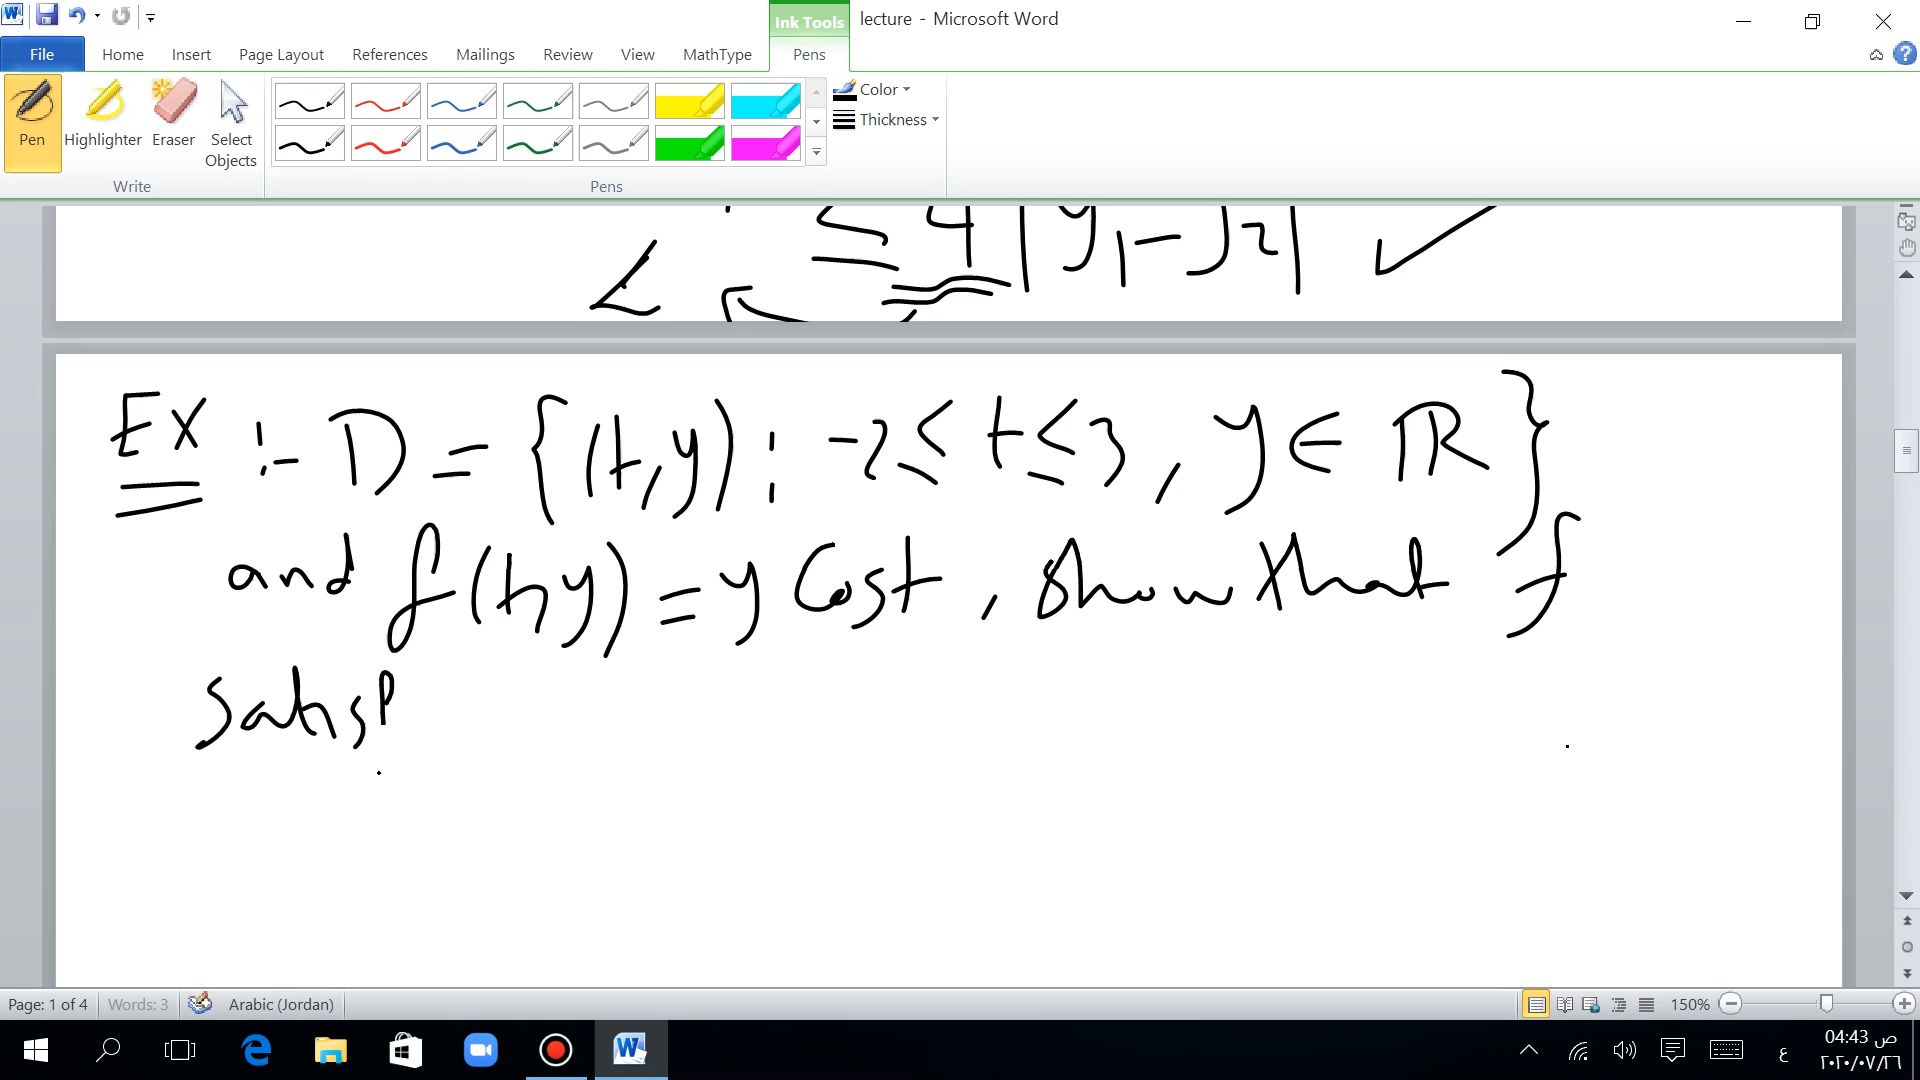 lecture - Microsoft Word
Ink Tools
File Home Insert Page Layout References Mailings Review View MathType Pens
Pen Highlighter Eraser Select Objects
Color
Thickness
Write Pens
≤ 4 |y1 - y2| ✓
L
EX :- D = {(t,y) : -2 ≤ t ≤ 3, y ∈ ℝ}
and f(t,y) = y Cost, show that f
Satisf
Page: 1 of 4 Words: 3 Arabic (Jordan) 150%
ع
04:43 ص
٢٠٢٠/٠٧/٢٦